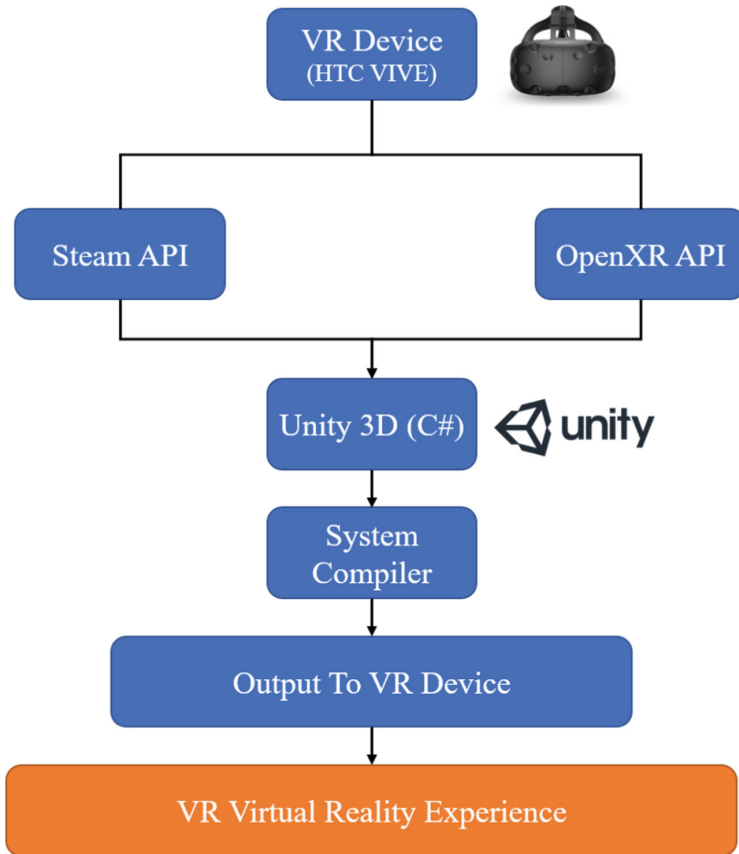 VR Device
(HTC VIVE)
Steam API
OpenXR API
Unity 3D (C#)
unity
System
Compiler
Output To VR Device
VR Virtual Reality Experience